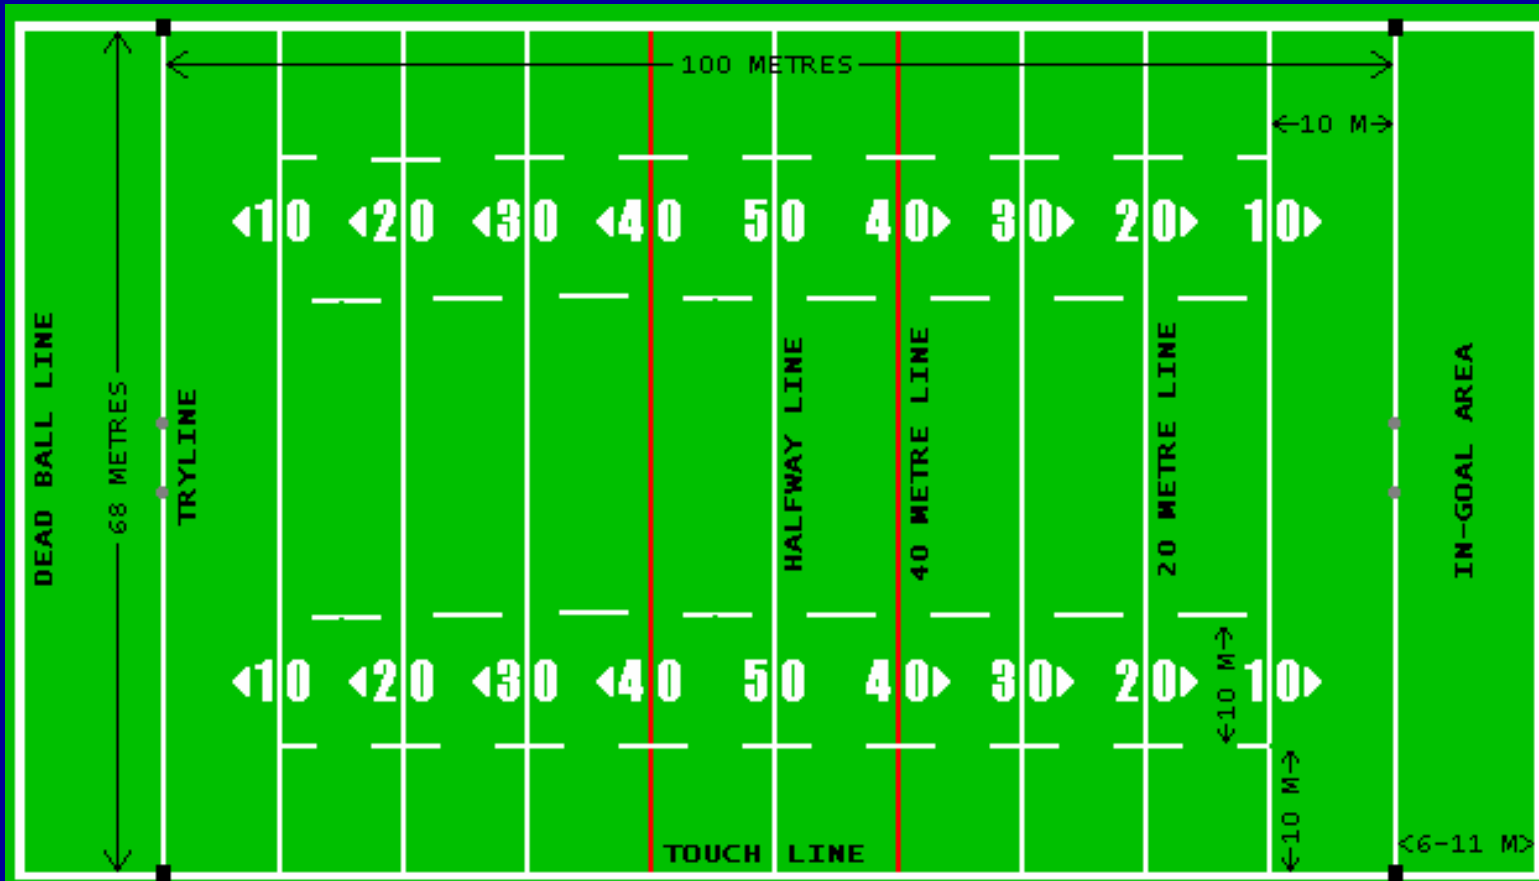 100 METRES
←10 M→
◀10 ◀20 ◀30 ◀40 50 40▶ 30▶ 20▶ 10▶
DEAD BALL LINE
68 METRES
TRYLINE
HALFWAY LINE
40 METRE LINE
20 METRE LINE
IN-GOAL AREA
◀10 ◀20 ◀30 ◀40 50 40▶ 30▶ 20▶ 10▶
←10 M→
←10 M→
TOUCH LINE
<6-11 M>